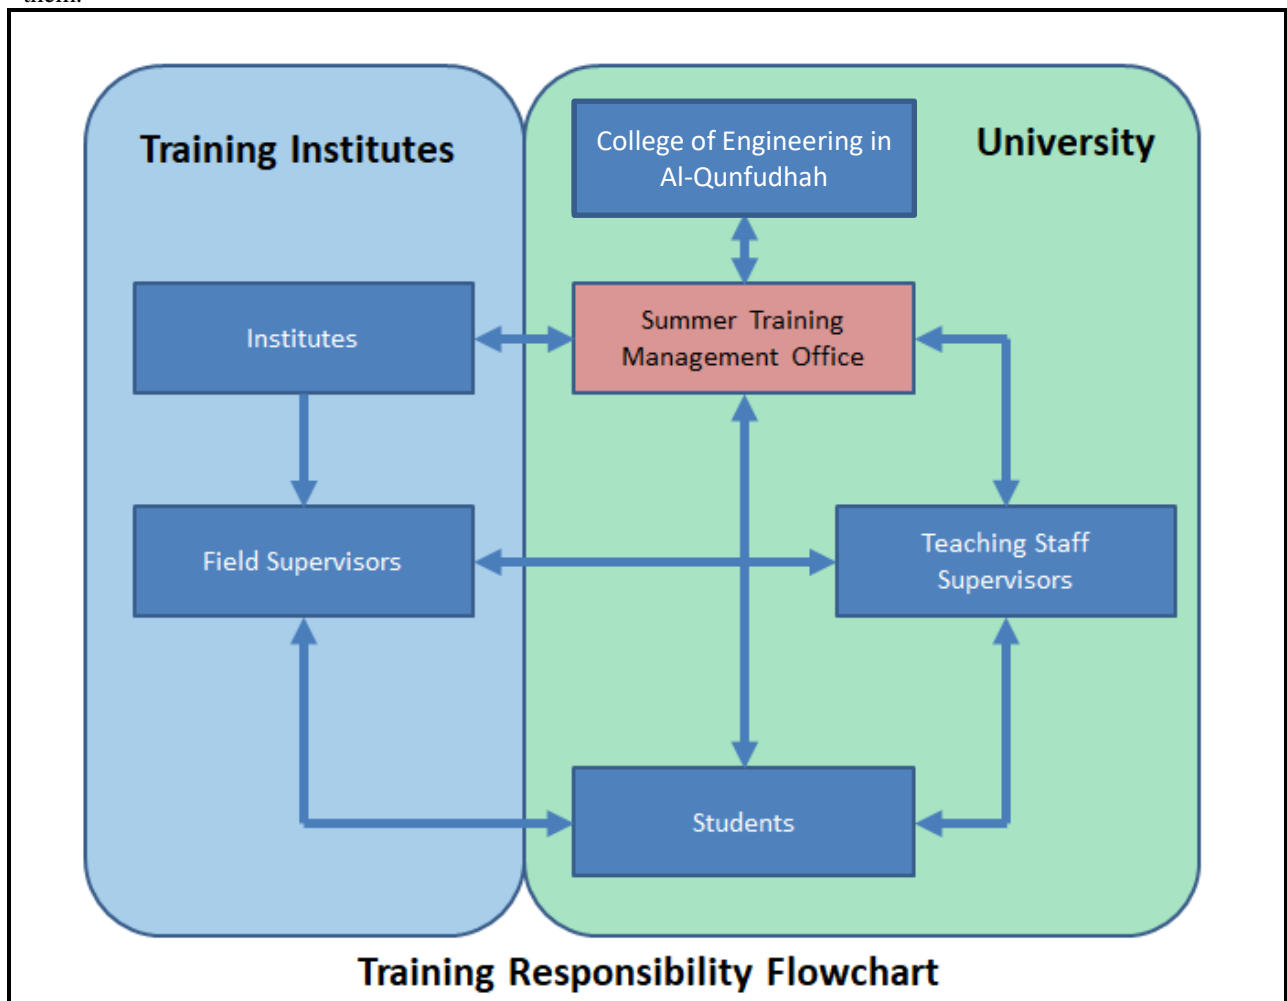 them.
Training Institutes
University
College of Engineering in
Al-Qunfudhah
Institutes
Summer Training
Management Office
Field Supervisors
Teaching Staff
Supervisors
Students
Training Responsibility Flowchart